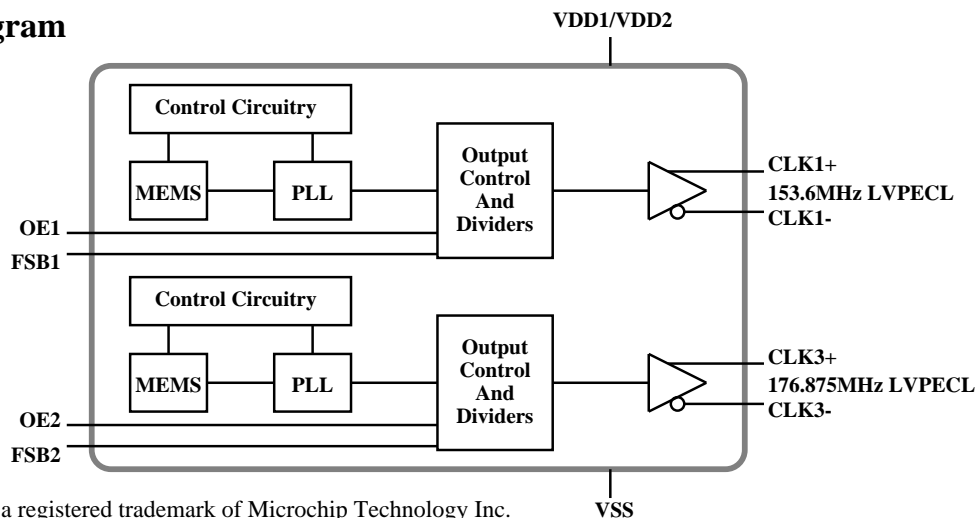 gram
VDD1/VDD2
Control Circuitry
MEMS
PLL
Output
Control
And
Dividers
CLK1+
153.6MHz LVPECL
CLK1-
OE1
FSB1
Control Circuitry
MEMS
PLL
Output
Control
And
Dividers
CLK3+
176.875MHz LVPECL
CLK3-
OE2
FSB2
VSS
a registered trademark of Microchip Technology Inc.